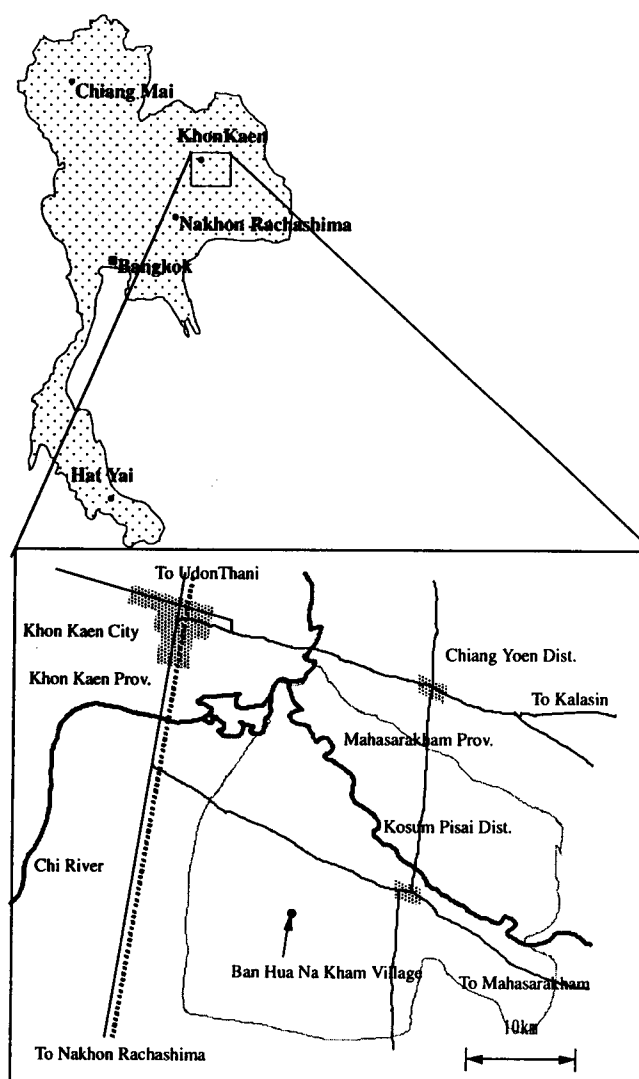 Chiang Mai
KhonKaen
Nakhon Rachashima
Bangkok
Hat Yai
To UdonThani
Khon Kaen City
Chiang Yoen Dist.
Khon Kaen Prov.
To Kalasin
Mahasarakham Prov.
Kosum Pisai Dist.
Chi River
Ban Hua Na Kham Village
To Mahasarakham
10km
To Nakhon Rachashima